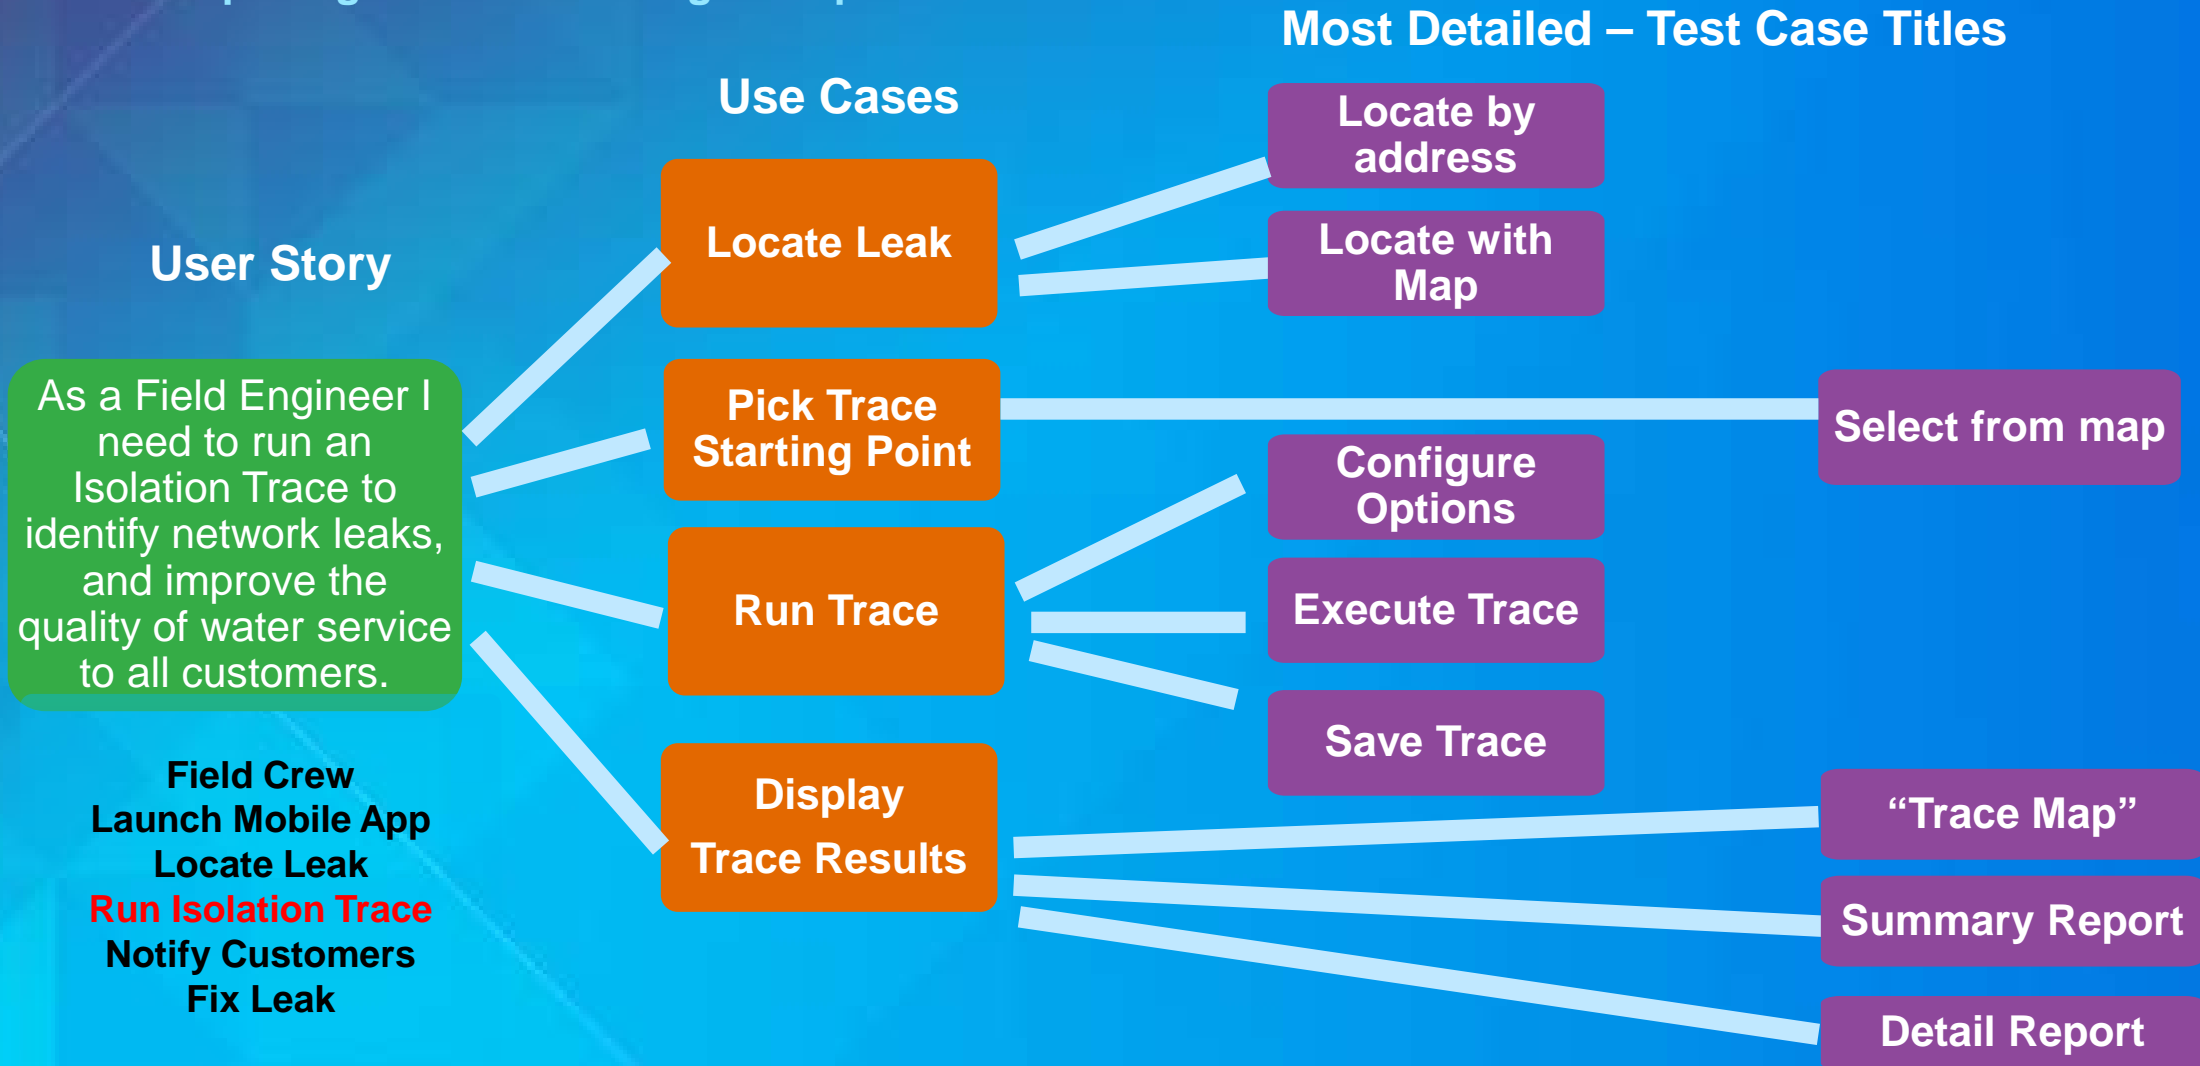 Most Detailed – Test Case Titles
Use Cases
User Story
As a Field Engineer I
need to run an
Isolation Trace to
identify network leaks,
and improve the
quality of water service
to all customers.
Field Crew
Launch Mobile App
Locate Leak
Run Isolation Trace
Notify Customers
Fix Leak
Locate Leak
Pick Trace
Starting Point
Run Trace
Display
Trace Results
Locate by
address
Locate with
Map
Select from map
Configure
Options
Execute Trace
Save Trace
“Trace Map”
Summary Report
Detail Report